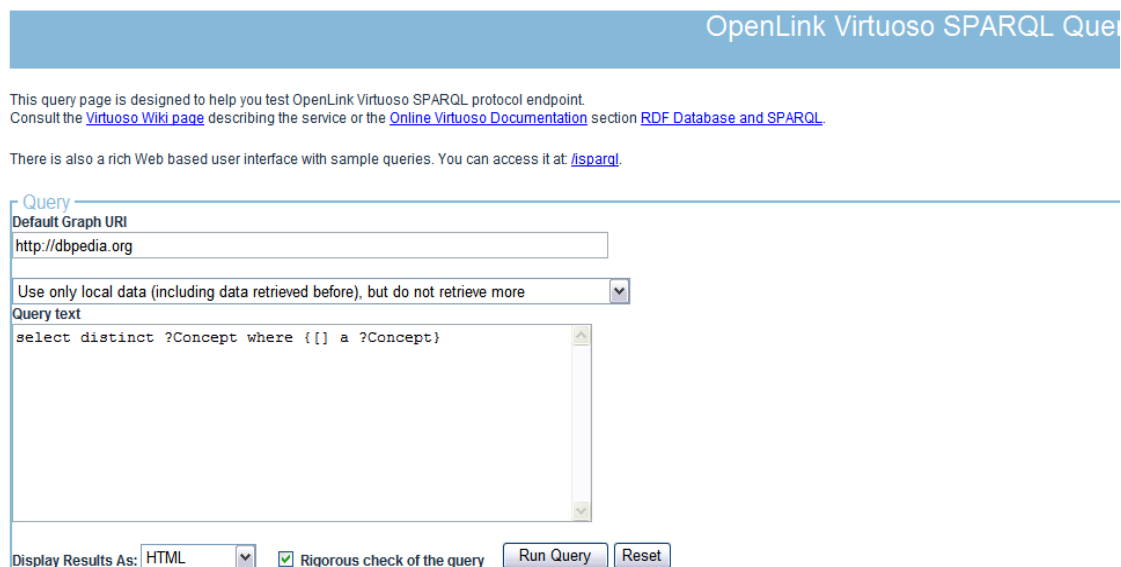 OpenLink Virtuoso SPARQL
This query page is designed to help you test OpenLink Virtuoso SPARQL protocol endpoint.
Consult the Virtuoso Wiki page describing the service or the Online Virtuoso Documentation section RDF Database and SPARQL.
There is also a rich Web based user interface with sample queries. You can access it at: /isparql.
Query
Default Graph URI
http://dbpedia.org
Use only local data (including data retrieved before), but do not retrieve more
Query text
select distinct ?Concept where {[] a ?Concept}
Display Results As: HTML Rigorous check of the query Run Query Reset